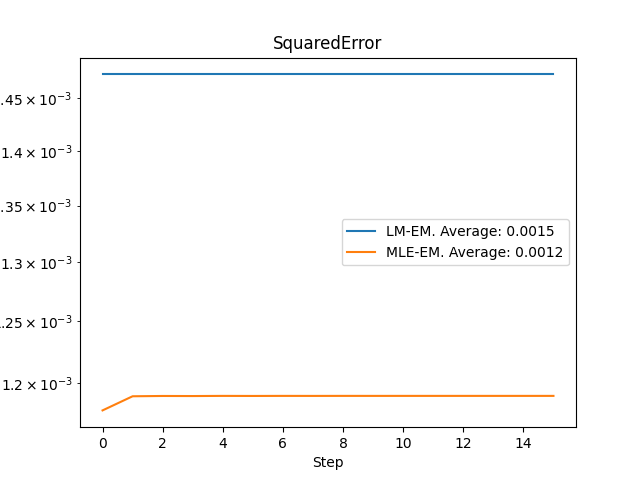 SquaredError
.45 × 10⁻³
1.4 × 10⁻³
.35 × 10⁻³
1.3 × 10⁻³
.25 × 10⁻³
1.2 × 10⁻³
LM-EM. Average: 0.0015
MLE-EM. Average: 0.0012
0 2 4 6 8 10 12 14
Step